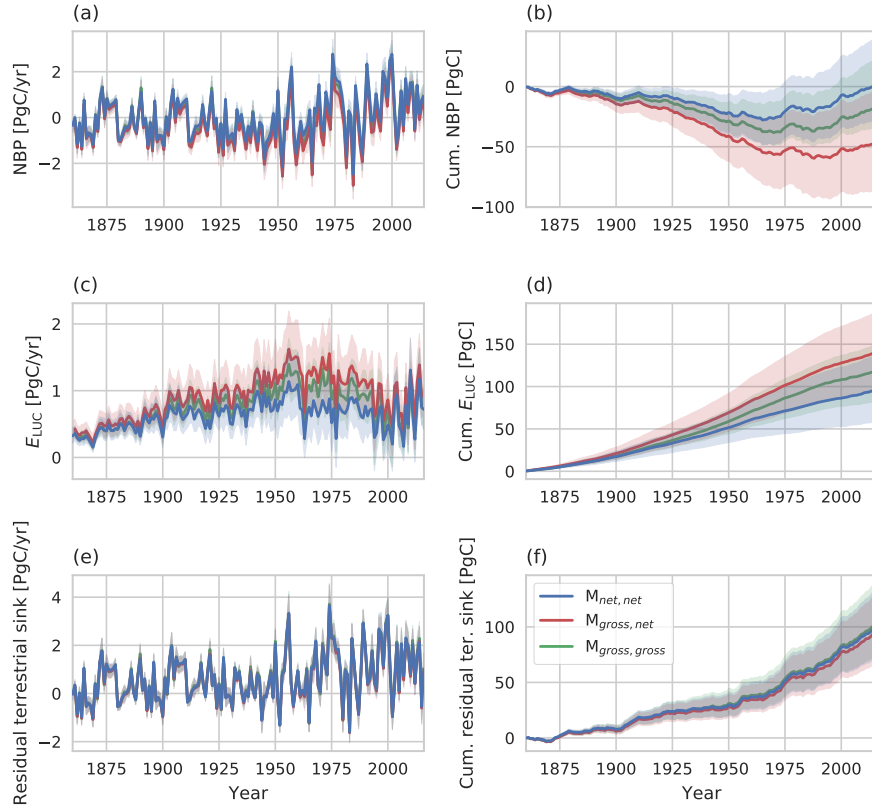 (a)
NBP [PgC/yr]
2
0
−2
1875 1900 1925 1950 1975 2000
(b)
Cum. NBP [PgC]
0
−50
−100
1875 1900 1925 1950 1975 2000
(c)
E_LUC [PgC/yr]
2
1
0
1875 1900 1925 1950 1975 2000
(d)
Cum. E_LUC [PgC]
150
100
50
0
1875 1900 1925 1950 1975 2000
(e)
Residual terrestrial sink [PgC/yr]
4
2
0
−2
1875 1900 1925 1950 1975 2000
Year
(f)
Cum. residual ter. sink [PgC]
100
50
0
M_net, net
M_gross, net
M_gross, gross
1875 1900 1925 1950 1975 2000
Year